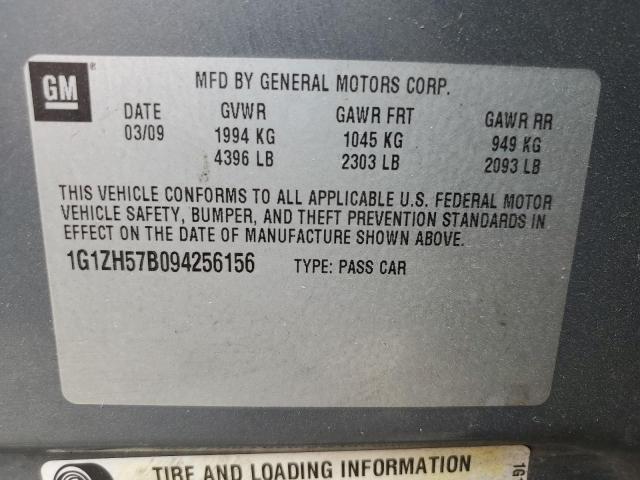 GM®
MFD BY GENERAL MOTORS CORP.
DATE GVWR GAWR FRT GAWR RR
03/09 1994 KG 1045 KG 949 KG
4396 LB 2303 LB 2093 LB
THIS VEHICLE CONFORMS TO ALL APPLICABLE U.S. FEDERAL MOTOR
VEHICLE SAFETY, BUMPER, AND THEFT PREVENTION STANDARDS IN
EFFECT ON THE DATE OF MANUFACTURE SHOWN ABOVE.
1G1ZH57B094256156 TYPE: PASS CAR
TIRE AND LOADING INFORMATION